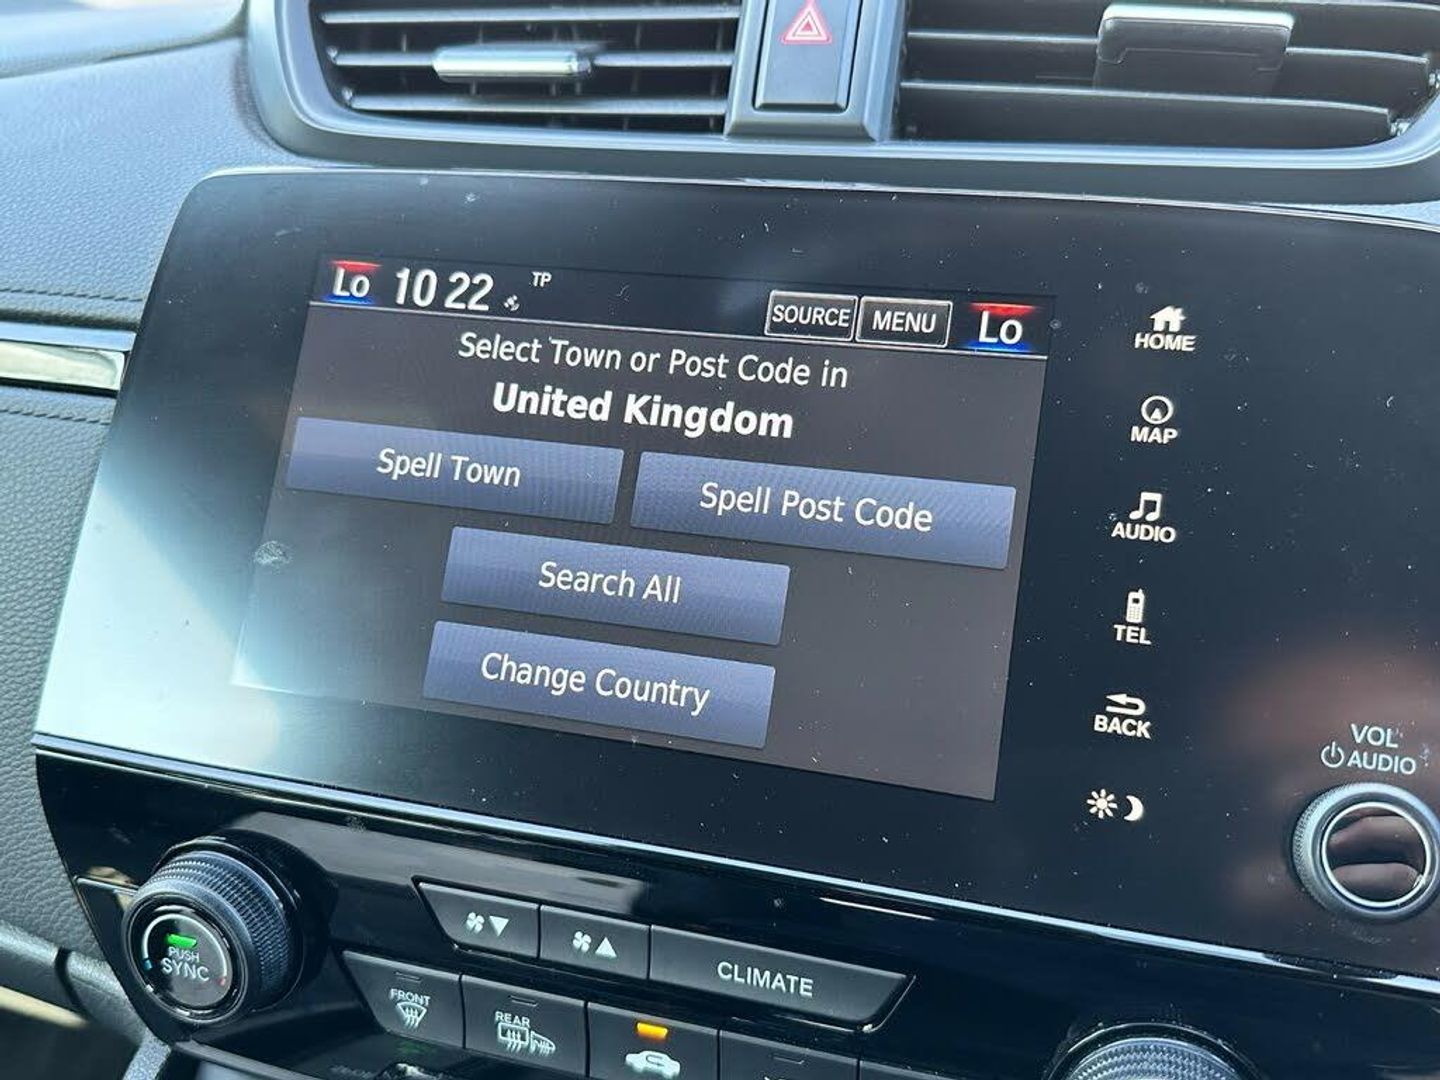 Lo 10 22 TP SOURCE MENU Lo
Select Town or Post Code in
United Kingdom
Spell Town
Spell Post Code
Search All
Change Country
HOME
MAP
AUDIO
TEL
BACK
VOL
AUDIO
PUSH
SYNC
CLIMATE
FRONT
REAR